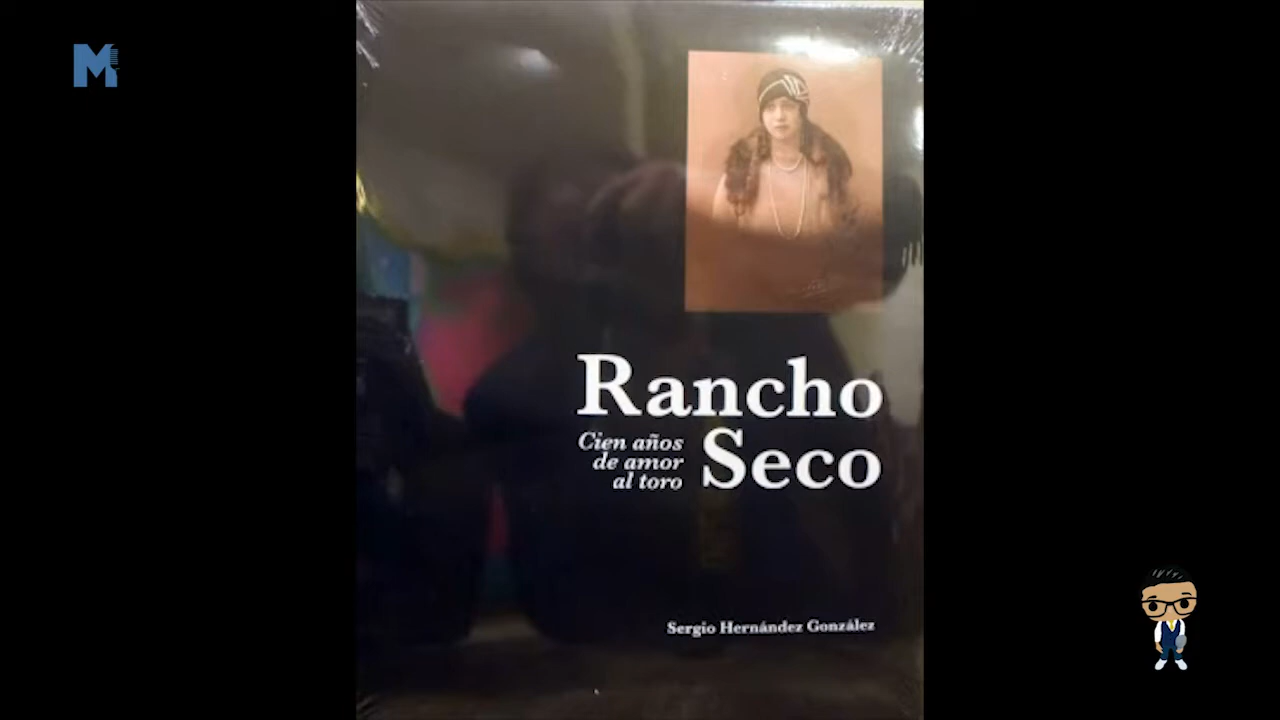 M
Rancho
Cien años
de amor
al toro
Seco
Sergio Hernández González